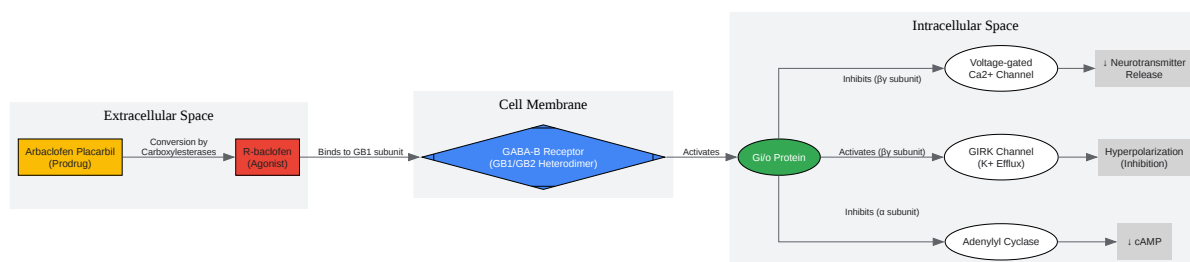 Extracellular Space
Arbaclofen Placarbil
(Prodrug)
Conversion by
Carboxylesterases
R-baclofen
(Agonist)
Binds to GB1 subunit
Cell Membrane
GABA-B Receptor
(GB1/GB2 Heterodimer)
Activates
Intracellular Space
Gi/o Protein
Inhibits (βγ subunit)
Voltage-gated
Ca2+ Channel
↓ Neurotransmitter
Release
Activates (βγ subunit)
GIRK Channel
(K+ Efflux)
Hyperpolarization
(Inhibition)
Inhibits (α subunit)
Adenylyl Cyclase
↓ cAMP